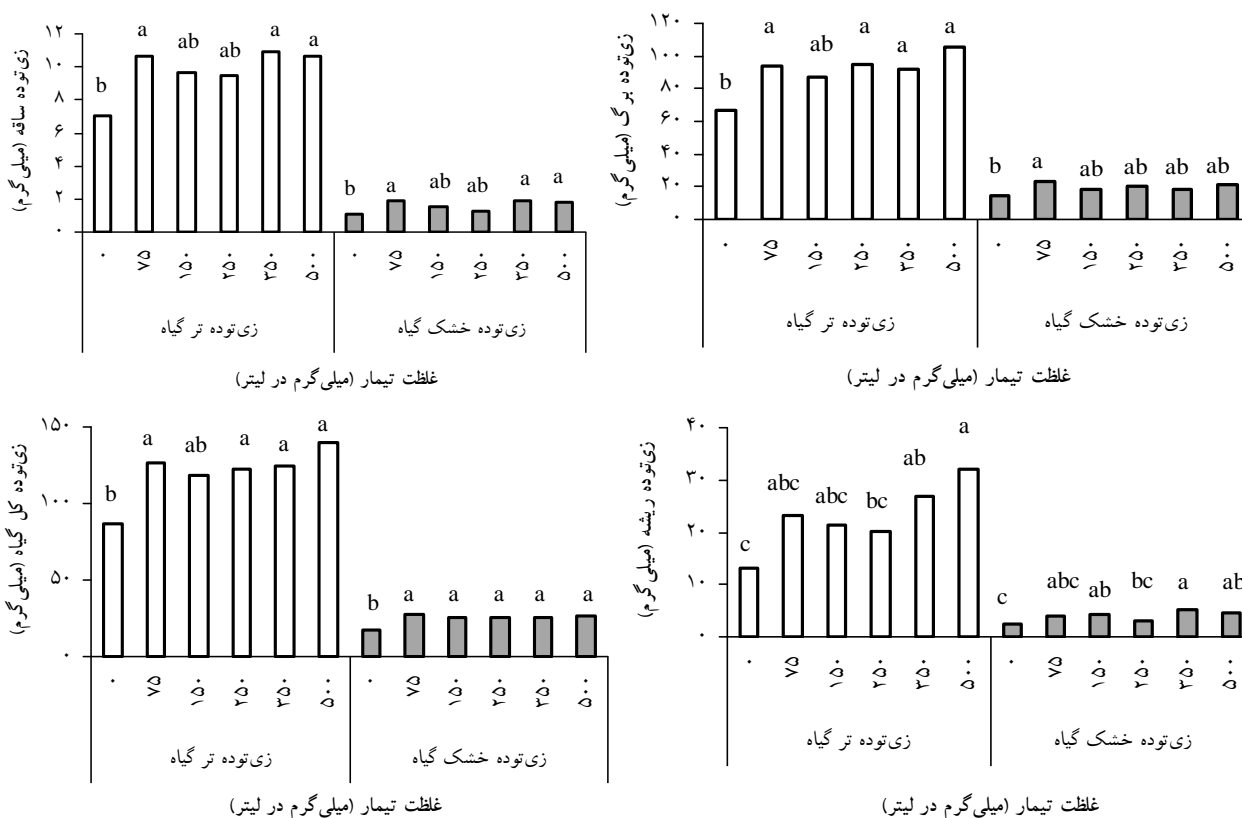 زی‌توده ساقه (میلی‌گرم)
۱۲
۱۰
۸
۶
۴
۲
۰
b a ab ab a a b a ab ab a a
۰ ۷۵ ۱۵۰ ۲۵۰ ۳۵۰ ۵۰۰ ۰ ۷۵ ۱۵۰ ۲۵۰ ۳۵۰ ۵۰۰
زی‌توده تر گیاه
زی‌توده خشک گیاه
غلظت تیمار (میلی‌گرم در لیتر)
زی‌توده برگ (میلی‌گرم)
۱۲۰
۱۰۰
۸۰
۶۰
۴۰
۲۰
۰
b a ab a a a b a ab ab ab ab
۰ ۷۵ ۱۵۰ ۲۵۰ ۳۵۰ ۵۰۰ ۰ ۷۵ ۱۵۰ ۲۵۰ ۳۵۰ ۵۰۰
زی‌توده تر گیاه
زی‌توده خشک گیاه
غلظت تیمار (میلی‌گرم در لیتر)
زی‌توده کل گیاه (میلی‌گرم)
۱۵۰
۱۰۰
۵۰
۰
b a ab a a a b a a a a a
۰ ۷۵ ۱۵۰ ۲۵۰ ۳۵۰ ۵۰۰ ۰ ۷۵ ۱۵۰ ۲۵۰ ۳۵۰ ۵۰۰
زی‌توده تر گیاه
زی‌توده خشک گیاه
غلظت تیمار (میلی‌گرم در لیتر)
زی‌توده ریشه (میلی‌گرم)
۴۰
۳۰
۲۰
۱۰
۰
c abc abc bc ab a c abc ab bc a ab
۰ ۷۵ ۱۵۰ ۲۵۰ ۳۵۰ ۵۰۰ ۰ ۷۵ ۱۵۰ ۲۵۰ ۳۵۰ ۵۰۰
زی‌توده تر گیاه
زی‌توده خشک گیاه
غلظت تیمار (میلی‌گرم در لیتر)